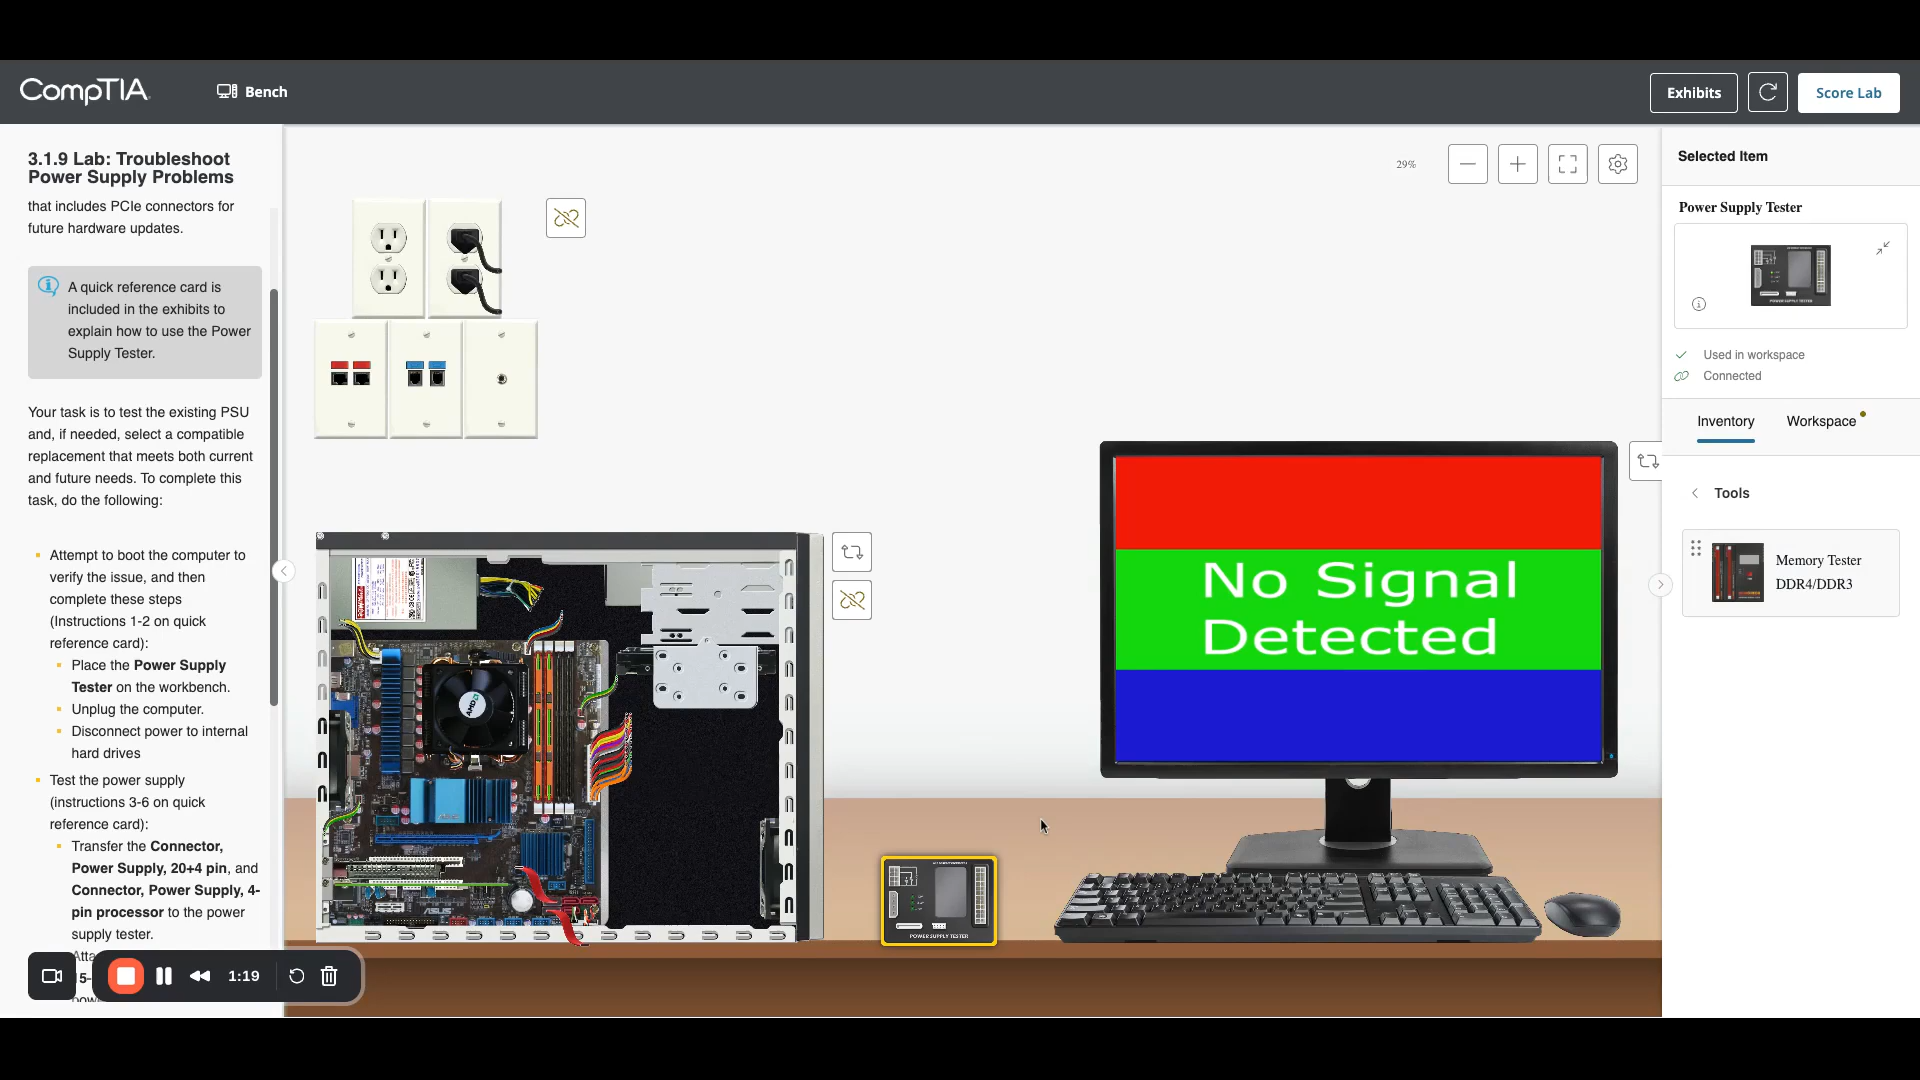 CompTIA
Bench
Exhibits
Score Lab
3.1.9 Lab: Troubleshoot
Power Supply Problems
that includes PCIe connectors for
future hardware updates.
A quick reference card is
included in the exhibits to
explain how to use the Power
Supply Tester.
Your task is to test the existing PSU
and, if needed, select a compatible
replacement that meets both current
and future needs. To complete this
task, do the following:
Attempt to boot the computer to
verify the issue, and then
complete these steps
(Instructions 1-2 on quick
reference card):
Place the Power Supply
Tester on the workbench.
Unplug the computer.
Disconnect power to internal
hard drives
Test the power supply
(instructions 3-6 on quick
reference card):
Transfer the Connector,
Power Supply, 20+4 pin, and
Connector, Power Supply, 4-
pin processor to the power
supply tester.
1:19
29%
No Signal
Detected
AMD
ASUS
POWER SUPPLY TESTER
Selected Item
Power Supply Tester
POWER SUPPLY TESTER
Used in workspace
Connected
Inventory
Workspace
Tools
Memory Tester
DDR4/DDR3